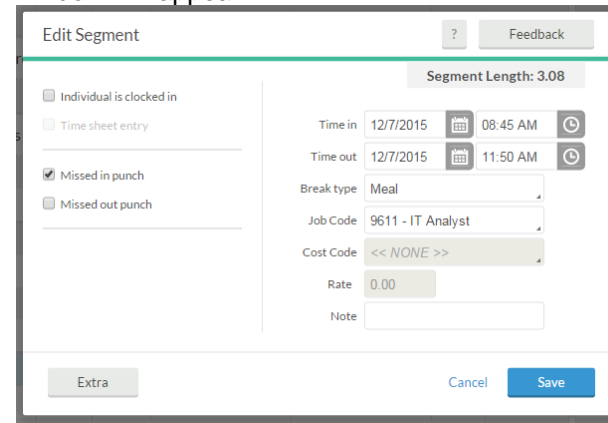 Edit Segment
? Feedback
Segment Length: 3.08
Individual is clocked in
Time sheet entry
Missed in punch
Missed out punch
Time in 12/7/2015 08:45 AM
Time out 12/7/2015 11:50 AM
Break type Meal
Job Code 9611 - IT Analyst
Cost Code << NONE >>
Rate 0.00
Note
Extra Cancel Save